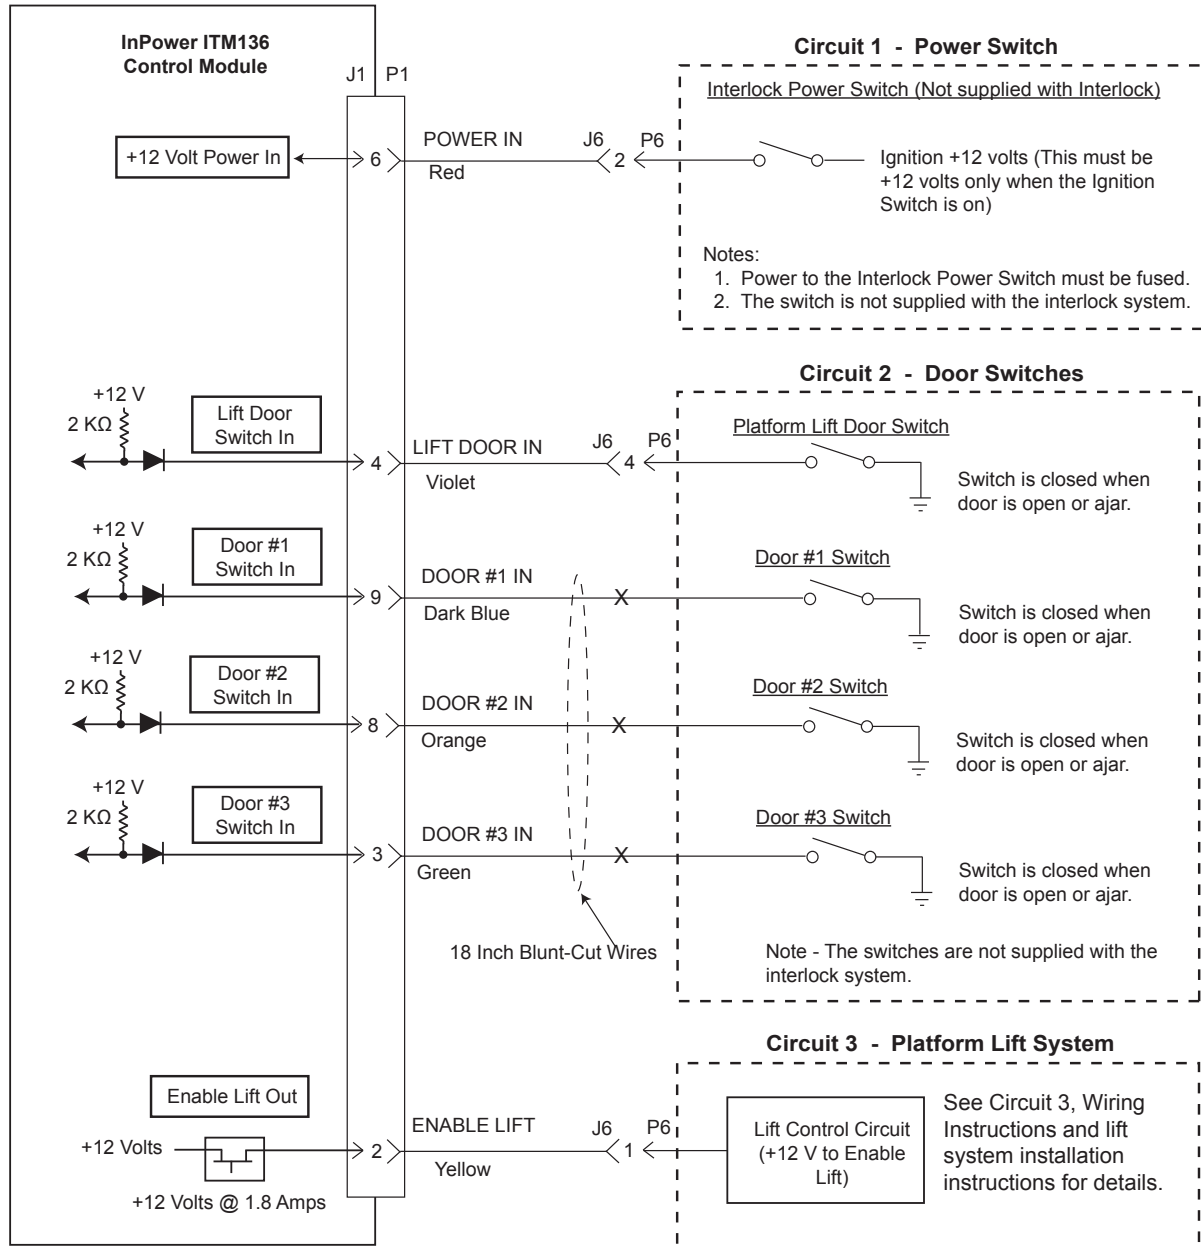 InPower ITM136
Control Module
J1 P1
Circuit 1 - Power Switch
Interlock Power Switch (Not supplied with Interlock)
+12 Volt Power In
6
POWER IN
Red
J6
2
P6
Ignition +12 volts (This must be
+12 volts only when the Ignition
Switch is on)
Notes:
1. Power to the Interlock Power Switch must be fused.
2. The switch is not supplied with the interlock system.
Circuit 2 - Door Switches
+12 V
2 KΩ
Lift Door
Switch In
4
LIFT DOOR IN
Violet
J6
4
P6
Platform Lift Door Switch
Switch is closed when
door is open or ajar.
+12 V
2 KΩ
Door #1
Switch In
9
DOOR #1 IN
Dark Blue
X
Door #1 Switch
Switch is closed when
door is open or ajar.
+12 V
2 KΩ
Door #2
Switch In
8
DOOR #2 IN
Orange
X
Door #2 Switch
Switch is closed when
door is open or ajar.
+12 V
2 KΩ
Door #3
Switch In
3
DOOR #3 IN
Green
X
Door #3 Switch
Switch is closed when
door is open or ajar.
18 Inch Blunt-Cut Wires
Note - The switches are not supplied with the
interlock system.
Circuit 3 - Platform Lift System
Enable Lift Out
+12 Volts
+12 Volts @ 1.8 Amps
2
ENABLE LIFT
Yellow
J6
1
P6
Lift Control Circuit
(+12 V to Enable
Lift)
See Circuit 3, Wiring
Instructions and lift
system installation
instructions for details.